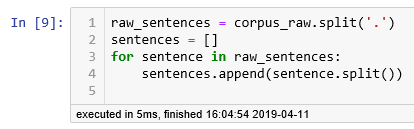 In [9]:
1 raw_sentences = corpus_raw.split('.')
2 sentences = []
3 for sentence in raw_sentences:
4     sentences.append(sentence.split())
5
executed in 5ms, finished 16:04:54 2019-04-11